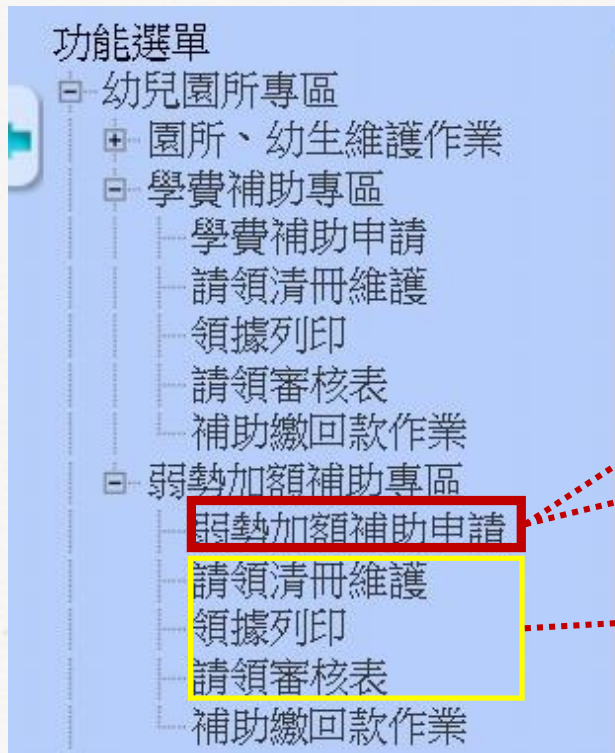 功能選單
幼兒園所專區
園所、幼生維護作業
學費補助專區
學費補助申請
請領清冊維護
領據列印
請領審核表
補助繳回款作業
弱勢加額補助專區
弱勢加額補助申請
請領清冊維護
領據列印
請領審核表
補助繳回款作業